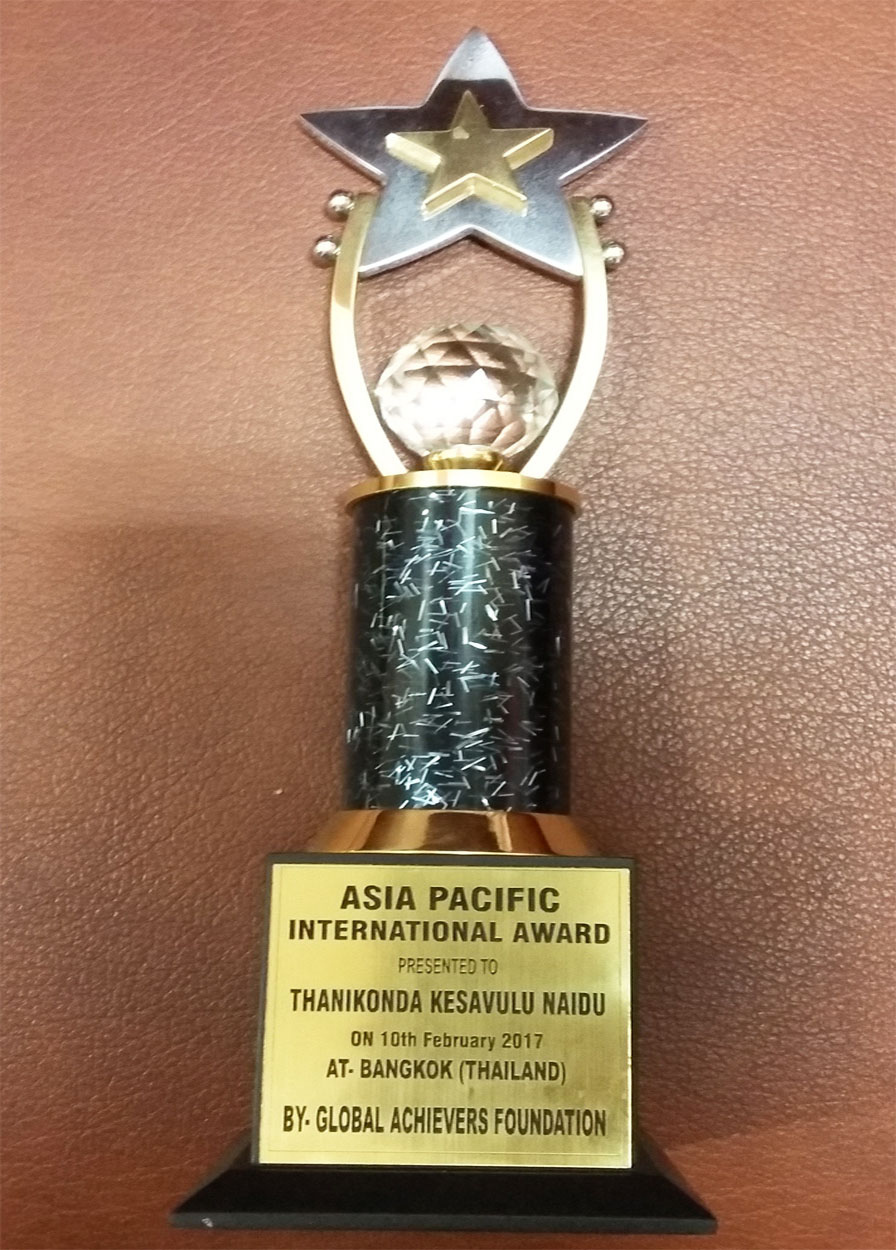 ASIA PACIFIC
INTERNATIONAL AWARD
PRESENTED TO
THANIKONDA KESAVULU NAIDU
ON 10th February 2017
AT- BANGKOK (THAILAND)
BY- GLOBAL ACHIEVERS FOUNDATION